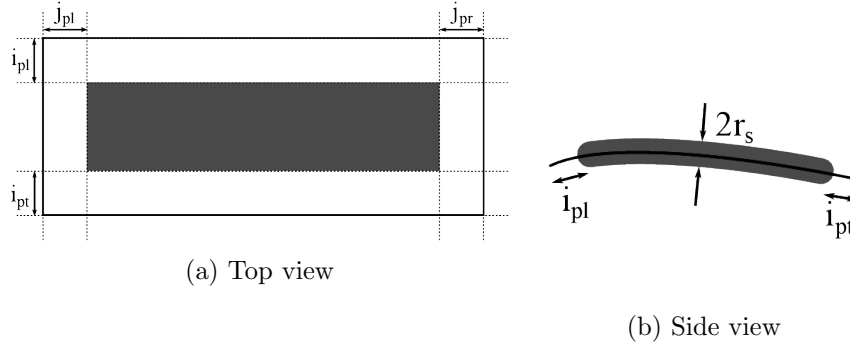 j_pl j_pr
i_pl
i_pt
(a) Top view
2r_s
i_pl
i_pt
(b) Side view